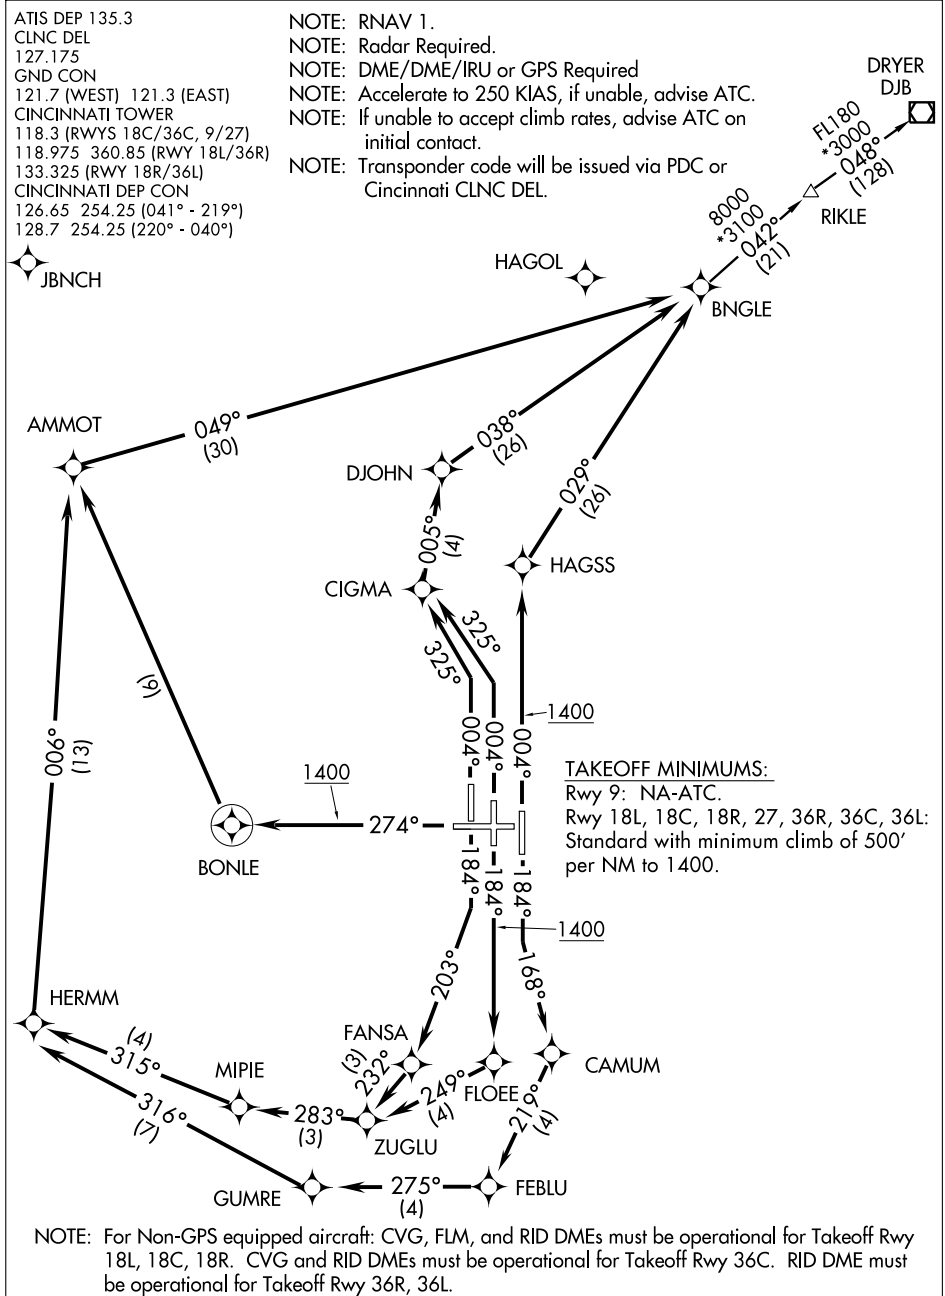 ATIS DEP 135.3
CLNC DEL
127.175
GND CON
121.7 (WEST) 121.3 (EAST)
CINCINNATI TOWER
118.3 (RWYS 18C/36C, 9/27)
118.975 360.85 (RWY 18L/36R)
133.325 (RWY 18R/36L)
CINCINNATI DEP CON
126.65 254.25 (041° - 219°)
128.7 254.25 (220° - 040°)
NOTE: RNAV 1.
NOTE: Radar Required.
NOTE: DME/DME/IRU or GPS Required
NOTE: Accelerate to 250 KIAS, if unable, advise ATC.
NOTE: If unable to accept climb rates, advise ATC on
initial contact.
NOTE: Transponder code will be issued via PDC or
Cincinnati CLNC DEL.
DRYER
DJB
FL180
*3000
048°
(128)
RIKLE
8000
*3100
042°
(21)
JBNCH
HAGOL
BNGLE
AMMOT
049°
(30)
038°
(26)
DJOHN
029°
(26)
005°
(4)
HAGSS
CIGMA
325°
325°
(9)
006°
(13)
1400
004°
004°
004°
1400
TAKEOFF MINIMUMS:
Rwy 9: NA-ATC.
Rwy 18L, 18C, 18R, 27, 36R, 36C, 36L:
Standard with minimum climb of 500'
per NM to 1400.
274°
BONLE
184°
184°
184°
1400
203°
168°
HERMM
(4)
315°
FANSA
(3)
232°
MIPIE
FLOEE
CAMUM
249°
(4)
219°
(4)
316°
(7)
283°
(3)
ZUGLU
GUMRE
275°
(4)
FEBLU
NOTE: For Non-GPS equipped aircraft: CVG, FLM, and RID DMEs must be operational for Takeoff Rwy
18L, 18C, 18R. CVG and RID DMEs must be operational for Takeoff Rwy 36C. RID DME must
be operational for Takeoff Rwy 36R, 36L.